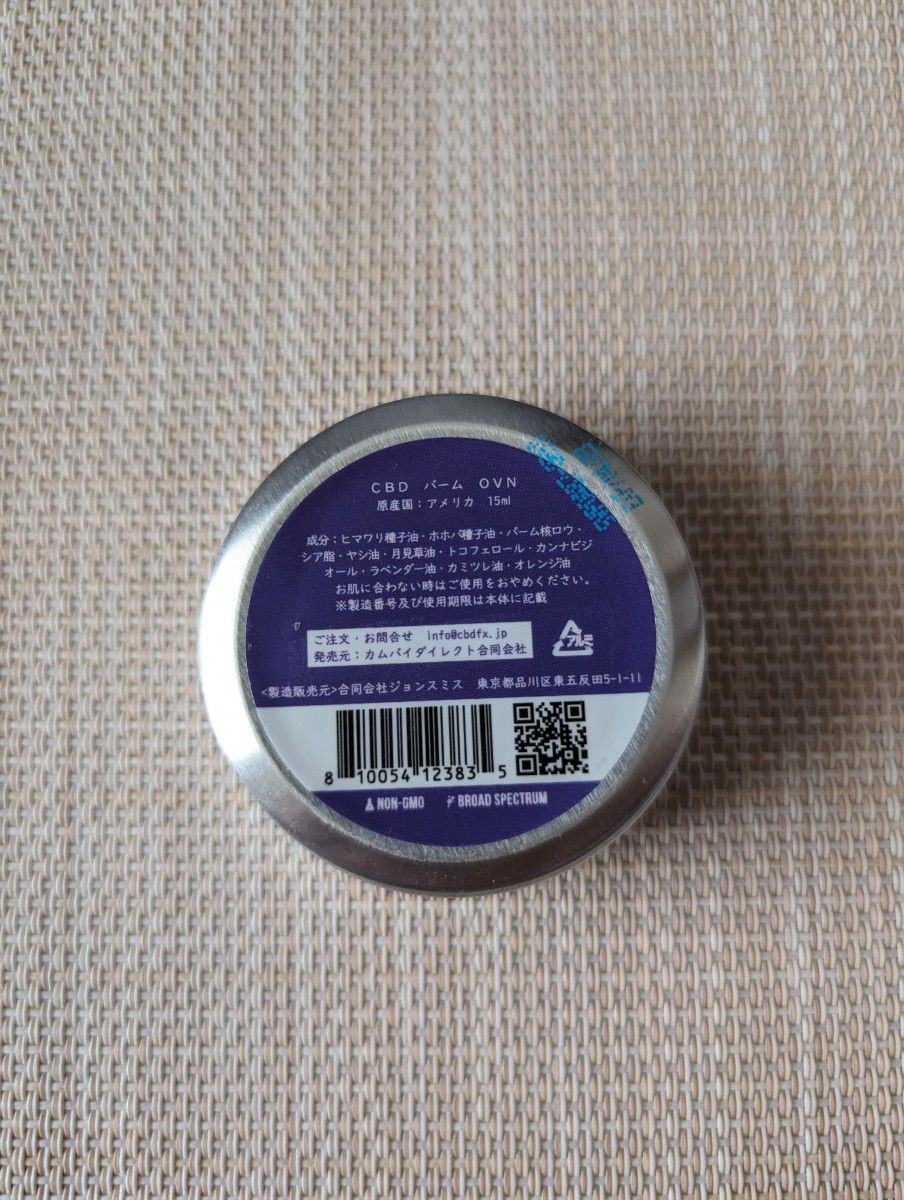 CBD バーム OVN
原産国：アメリカ 15ml
成分：ヒマワリ種子油・ホホバ種子油・パーム核ロウ・
シア脂・ヤシ油・月見草油・トコフェロール・カンナビジ
オール・ラベンダー油・カミツレ油・オレンジ油
お肌に合わない時はご使用をおやめください。
※製造番号及び使用期限は本体に記載
ご注文・お問合せ info@cbdfx.jp
発売元：カムバイダイレクト合同会社
アルミ
<製造販売元>合同会社ジョンスミス 東京都品川区東五反田5-1-11
8 10054 12383 5
NON-GMO BROAD SPECTRUM